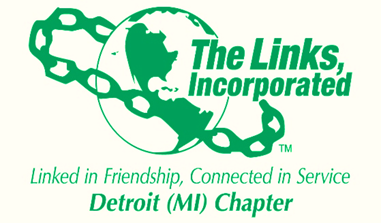 The Links,
Incorporated
TM
Linked in Friendship, Connected in Service
Detroit (MI) Chapter